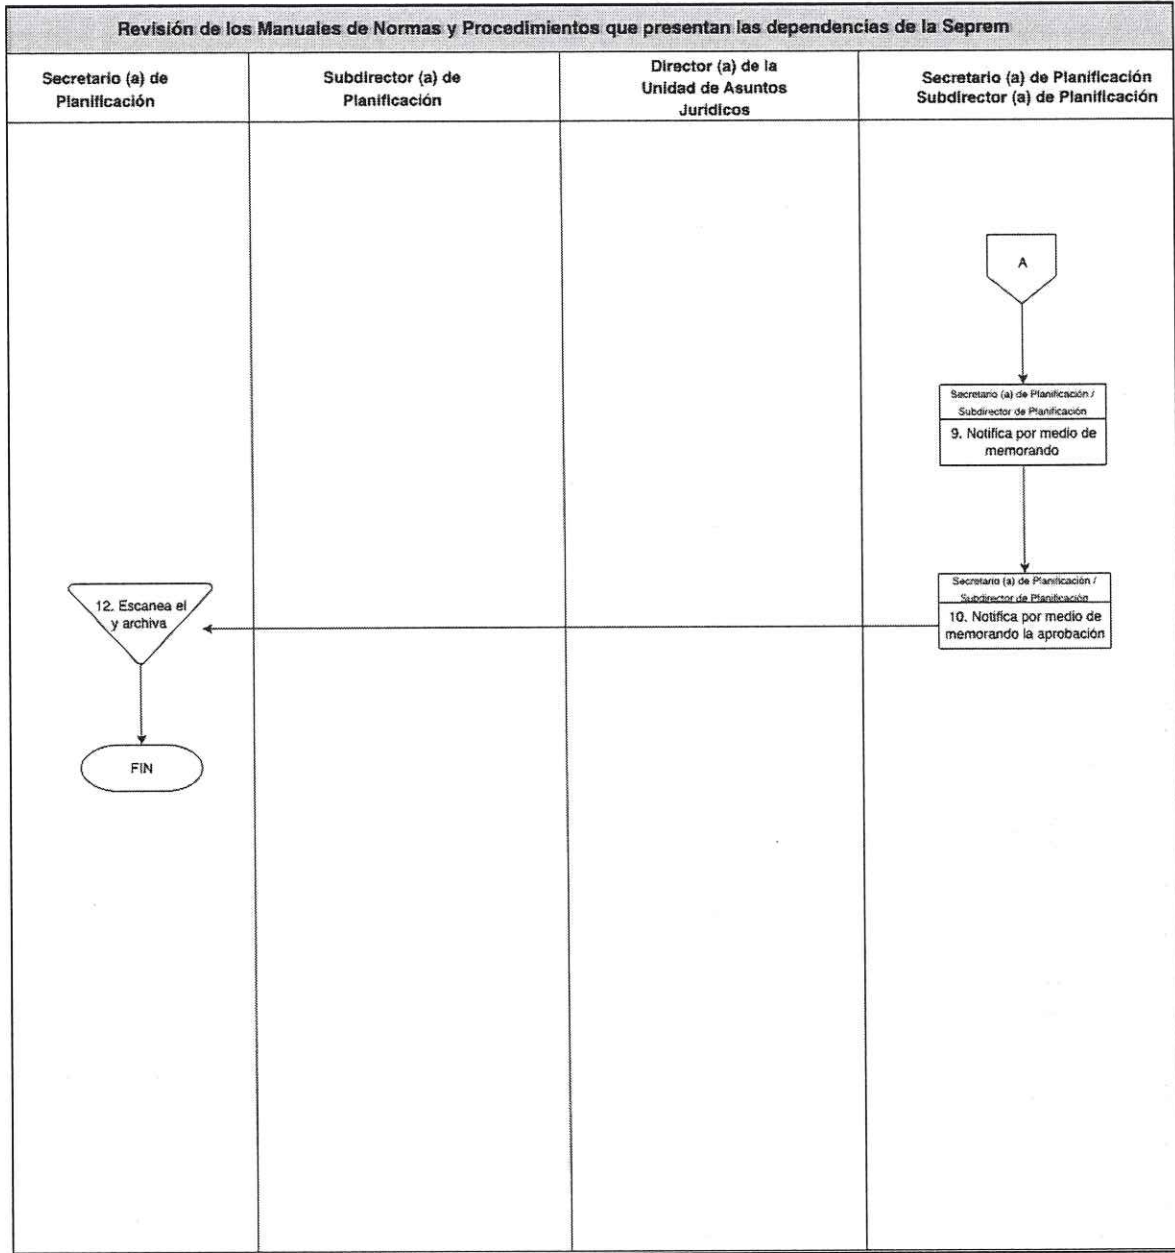 Revisión de los Manuales de Normas y Procedimientos que presentan las dependencias de la Seprem
Secretario (a) de
Planificación
Subdirector (a) de
Planificación
Director (a) de la
Unidad de Asuntos
Jurídicos
Secretario (a) de Planificación
Subdirector (a) de Planificación
A
Secretario (a) de Planificación /
Subdirector de Planificación
9. Notifica por medio de
memorando
Secretario (a) de Planificación /
Subdirector de Planificación
10. Notifica por medio de
memorando la aprobación
12. Escanea el
y archiva
FIN